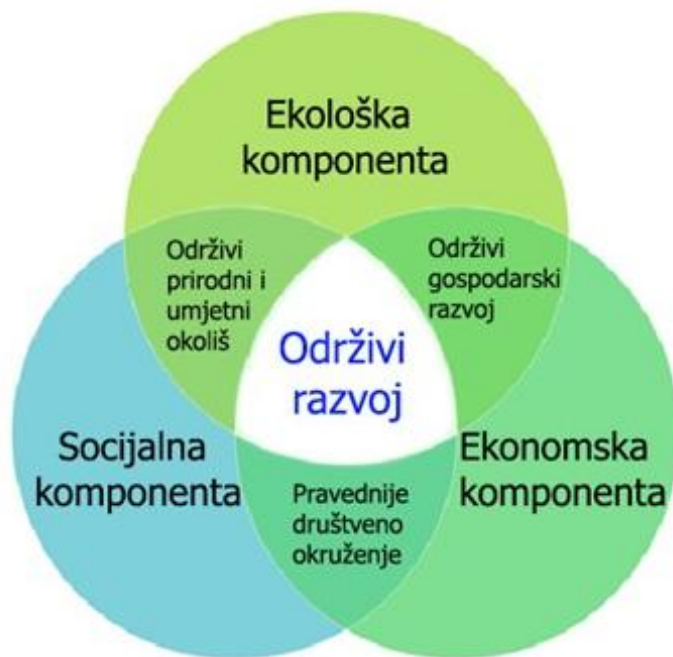 Ekološka
komponenta
Održivi
prirodni i
umjetni
okoliš
Održivi
gospodarski
razvoj
Održivi
razvoj
Socijalna
komponenta
Ekonomska
komponenta
Pravednije
društveno
okruženje